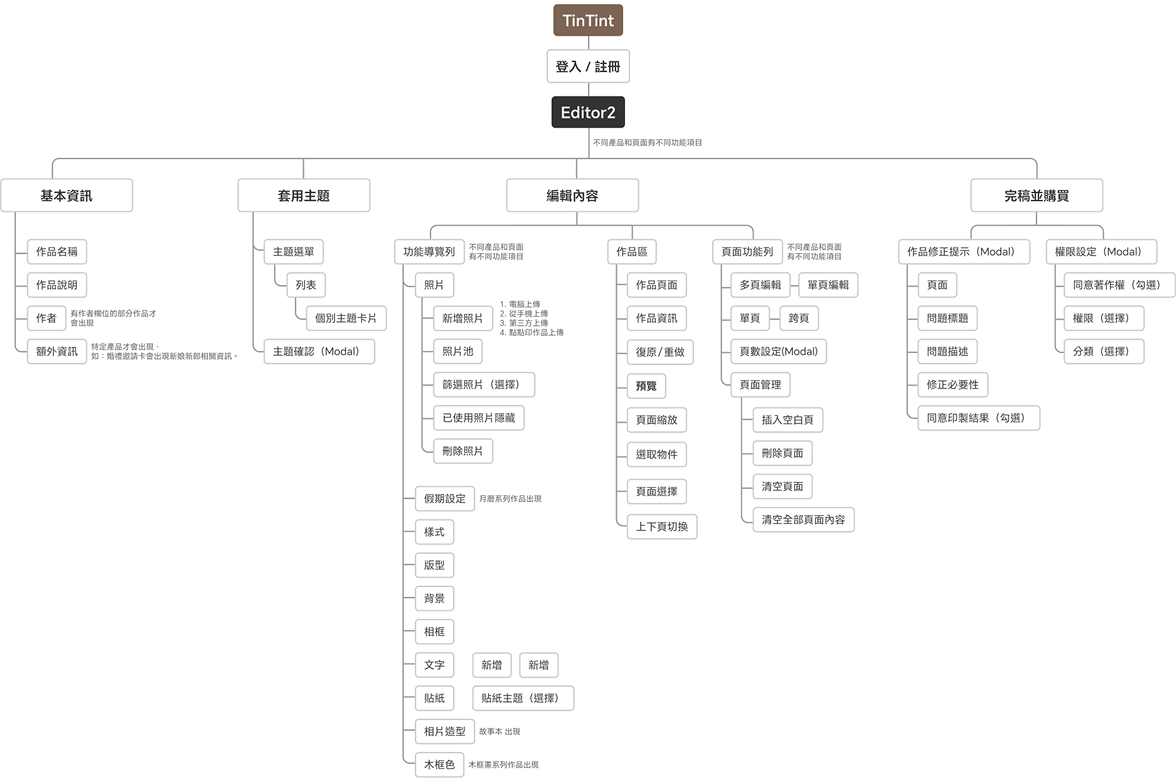 TinTint
登入 / 註冊
Editor2
不同產品和頁面有不同功能項目
基本資訊
作品名稱
作品說明
作者
有作者欄位的部分作品才
會出現
額外資訊
特定產品才會出現，
如：婚禮邀請卡會出現新娘新郎相關資訊。
套用主題
主題選單
列表
個別主題卡片
主題確認（Modal）
編輯內容
功能導覽列
不同產品和頁面
有不同功能項目
照片
新增照片
1. 電腦上傳
2. 從手機上傳
3. 第三方上傳
4. 點點印作品上傳
照片池
篩選照片（選擇）
已使用照片隱藏
刪除照片
假期設定
月曆系列作品出現
樣式
版型
背景
相框
文字
新增
新增
貼紙
貼紙主題（選擇）
相片造型
故事本 出現
木框色
木框畫系列作品出現
作品區
作品頁面
作品資訊
復原/重做
預覽
頁面縮放
選取物件
頁面選擇
上下頁切換
頁面功能列
不同產品和頁面
有不同功能項目
多頁編輯
單頁編輯
單頁
跨頁
頁數設定(Modal)
頁面管理
插入空白頁
刪除頁面
清空頁面
清空全部頁面內容
完稿並購買
作品修正提示（Modal）
頁面
問題標題
問題描述
修正必要性
同意印製結果（勾選）
權限設定（Modal）
同意著作權（勾選）
權限（選擇）
分類（選擇）